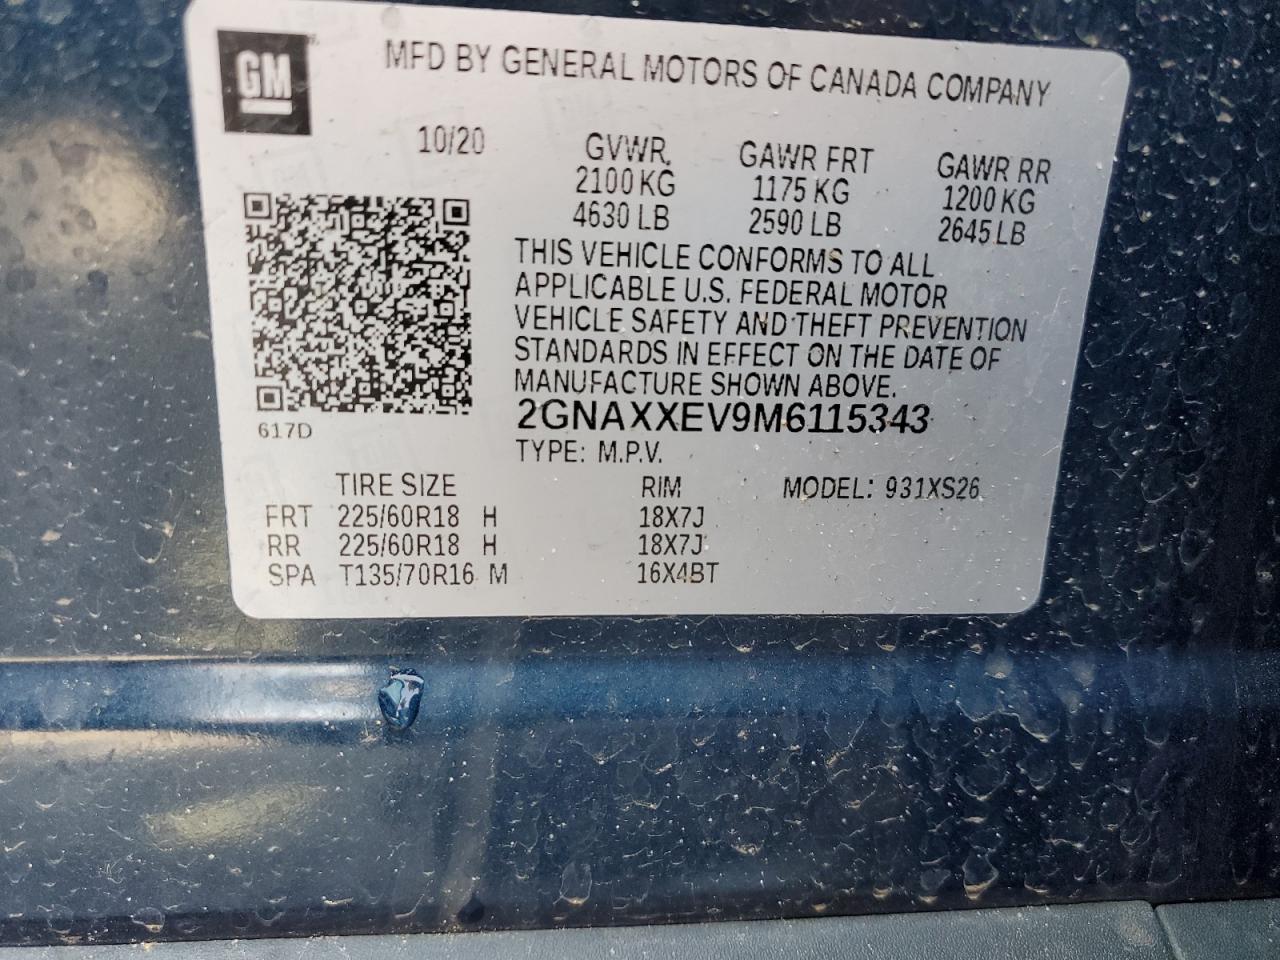 GM
MFD BY GENERAL MOTORS OF CANADA COMPANY
10/20 GVWR GAWR FRT GAWR RR
2100 KG 1175 KG 1200 KG
4630 LB 2590 LB 2645 LB
THIS VEHICLE CONFORMS TO ALL
APPLICABLE U.S. FEDERAL MOTOR
VEHICLE SAFETY AND THEFT PREVENTION
STANDARDS IN EFFECT ON THE DATE OF
MANUFACTURE SHOWN ABOVE.
617D
2GNAXXEV9M6115343
TYPE: M.P.V.
TIRE SIZE RIM MODEL: 931XS26
FRT 225/60R18 H 18X7J
RR 225/60R18 H 18X7J
SPA T135/70R16 M 16X4BT